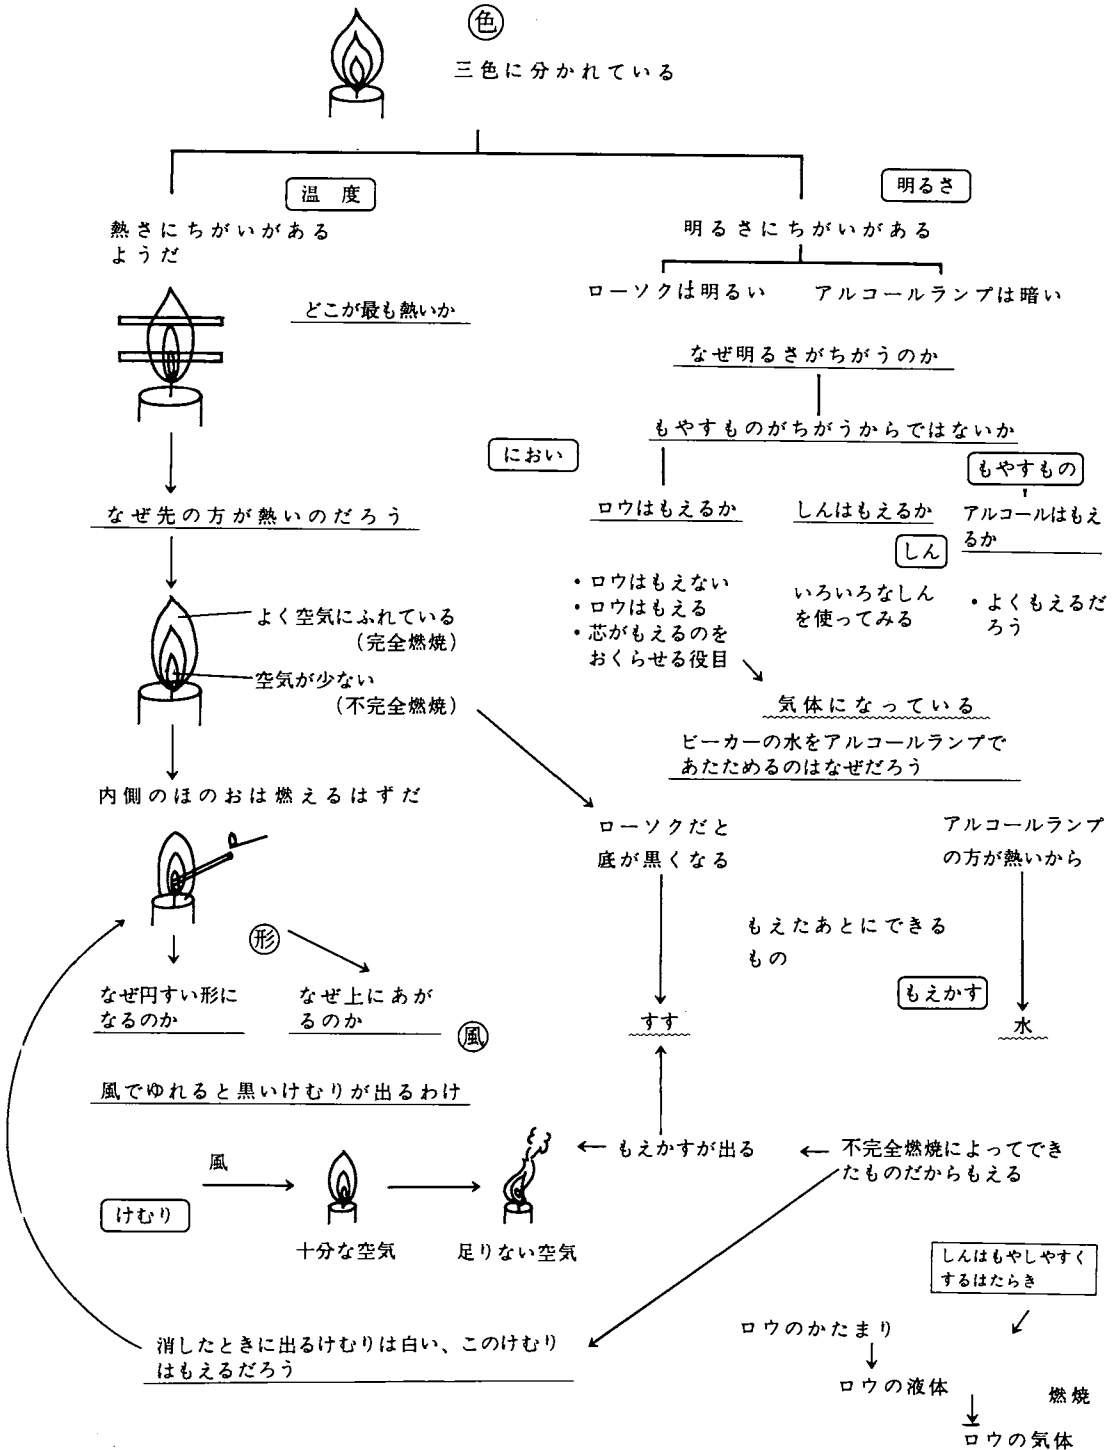 色
三色に分かれている
温度
明るさ
熱さにちがいがある
ようだ
明るさにちがいがある
ローソクは明るい
アルコールランプは暗い
どこが最も熱いか
なぜ明るさがちがうのか
もやすものがちがうからではないか
におい
もやすもの
なぜ先の方が熱いのだろう
ロウはもえるか
しんはもえるか
アルコールはもえ
るか
しん
・ロウはもえない
・ロウはもえる
・芯がもえるのを
おくらせる役目
いろいろなしん
を使ってみる
・よくもえるだ
ろう
よく空気にふれている
(完全燃焼)
空気が少ない
(不完全燃焼)
気体になっている
ビーカーの水をアルコールランプで
あたためるのはなぜだろう
内側のほのおは燃えるはずだ
ローソクだと
底が黒くなる
アルコールランプ
の方が熱いから
もえたあとにできる
もの
形
なぜ円すい形に
なるのか
なぜ上にあが
るのか
もえかす
すす
水
風
風でゆれると黒いけむりが出るわけ
もえかすが出る
不完全燃焼によってでき
たものだからもえる
風
けむり
十分な空気
足りない空気
しんはもやしやすく
するはたらき
消したときに出るけむりは白い、このけむり
はもえるだろう
ロウのかたまり
ロウの液体
燃焼
ロウの気体